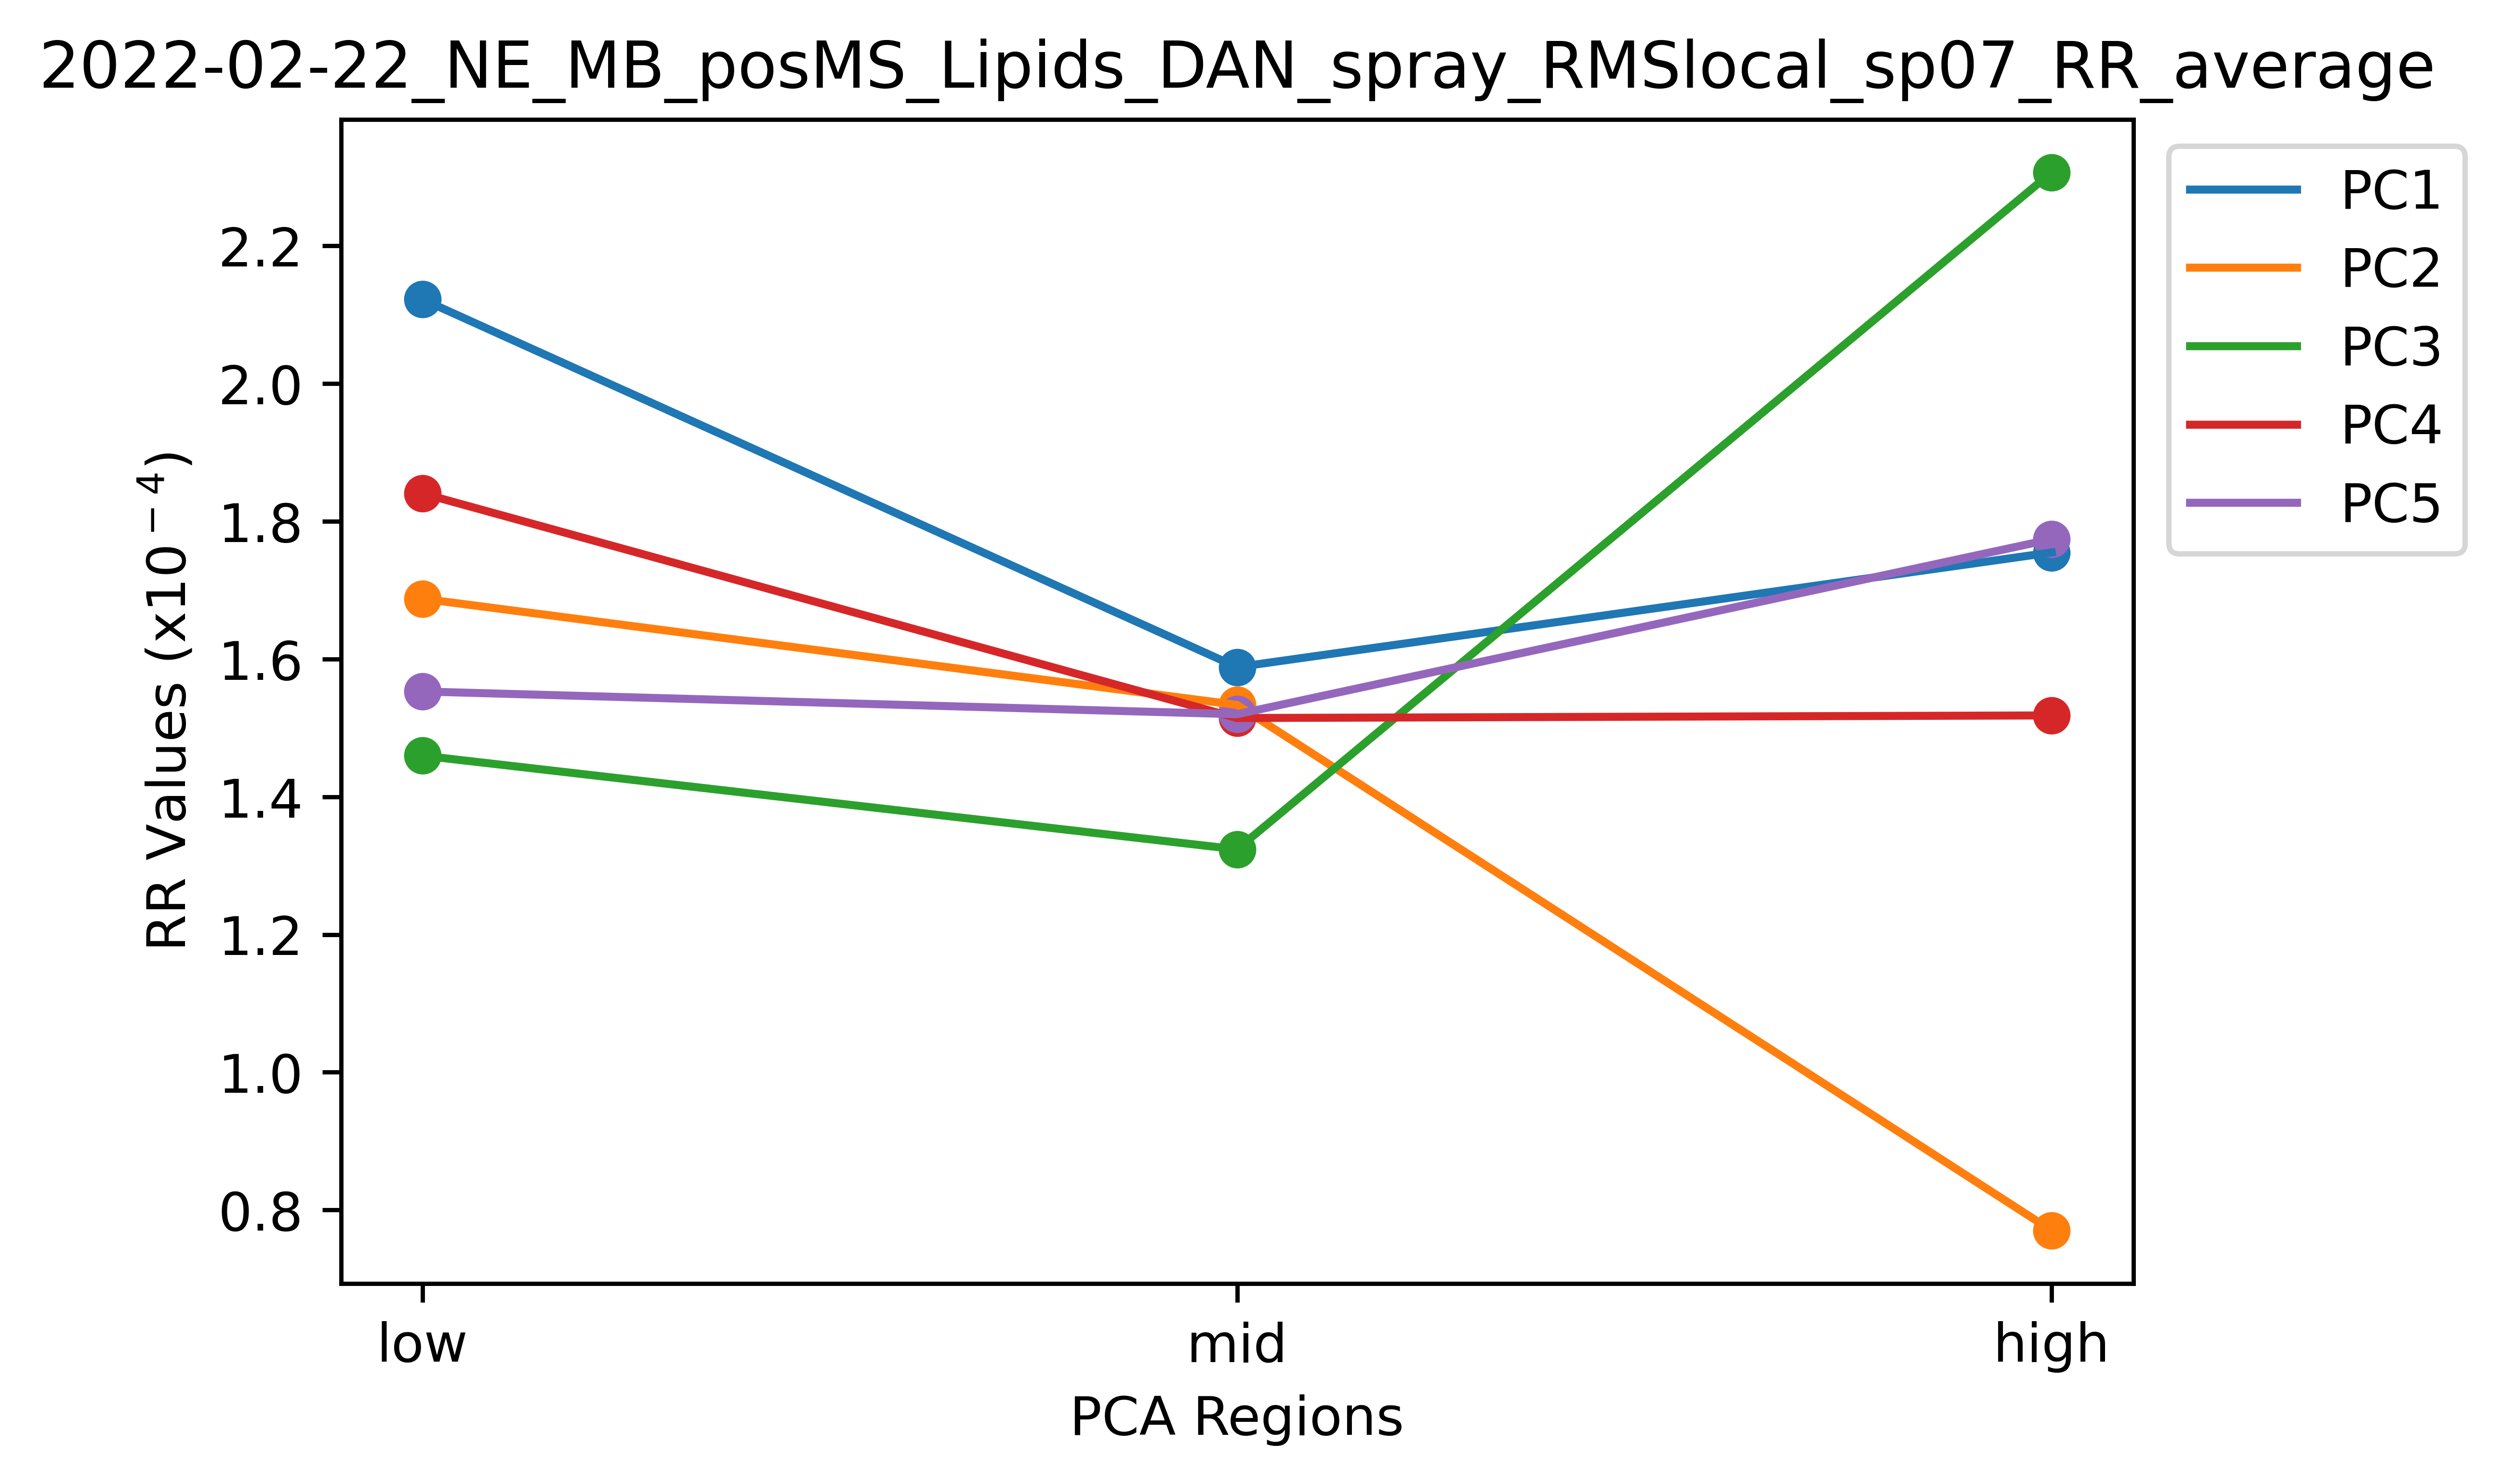 2022-02-22_NE_MB_posMS_Lipids_DAN_spray_RMSlocal_sp07_RR_average
PC1
PC2
PC3
PC4
PC5
RR Values (x10⁻⁴)
2.2
2.0
1.8
1.6
1.4
1.2
1.0
0.8
low mid high
PCA Regions